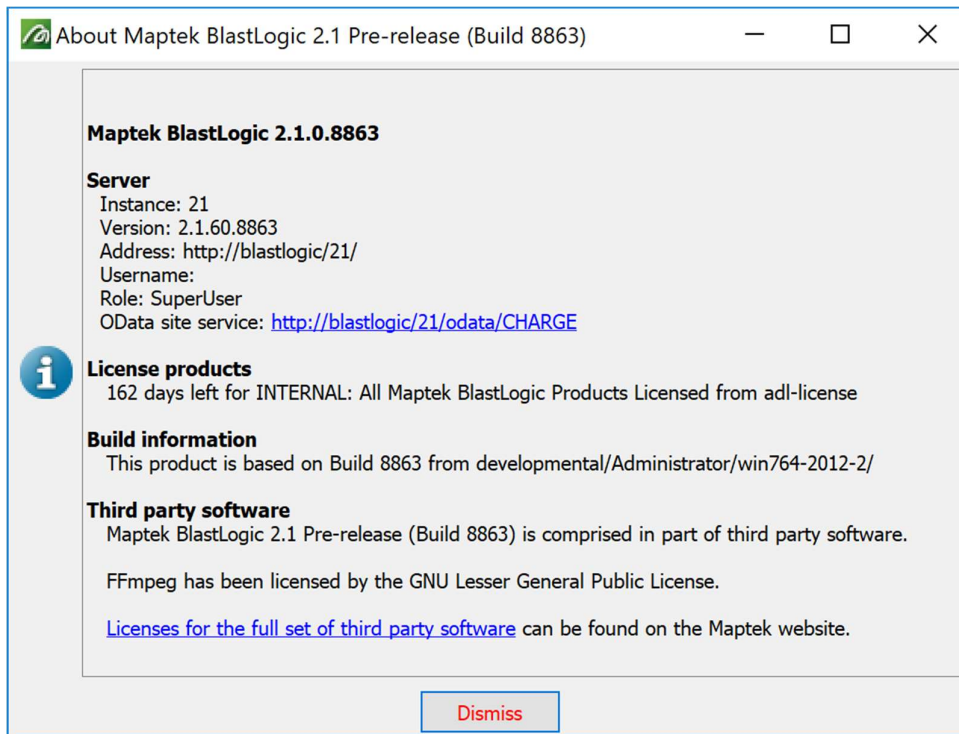 About Maptek BlastLogic 2.1 Pre-release (Build 8863)
Maptek BlastLogic 2.1.0.8863
Server
Instance: 21
Version: 2.1.60.8863
Address: http://blastlogic/21/
Username:
Role: SuperUser
OData site service: http://blastlogic/21/odata/CHARGE
License products
162 days left for INTERNAL: All Maptek BlastLogic Products Licensed from adl-license
Build information
This product is based on Build 8863 from developmental/Administrator/win764-2012-2/
Third party software
Maptek BlastLogic 2.1 Pre-release (Build 8863) is comprised in part of third party software.
FFmpeg has been licensed by the GNU Lesser General Public License.
Licenses for the full set of third party software can be found on the Maptek website.
Dismiss